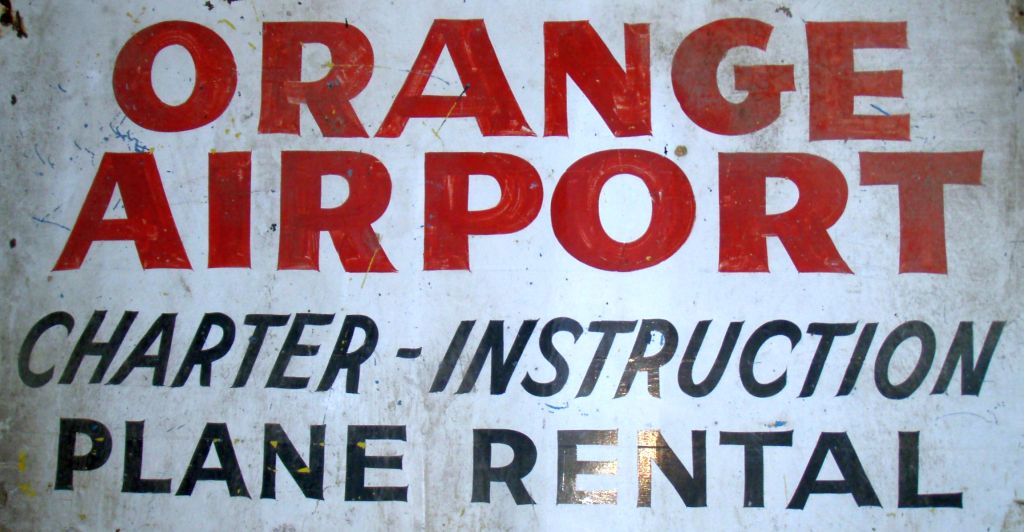 ORANGE
AIRPORT
CHARTER - INSTRUCTION
PLANE RENTAL